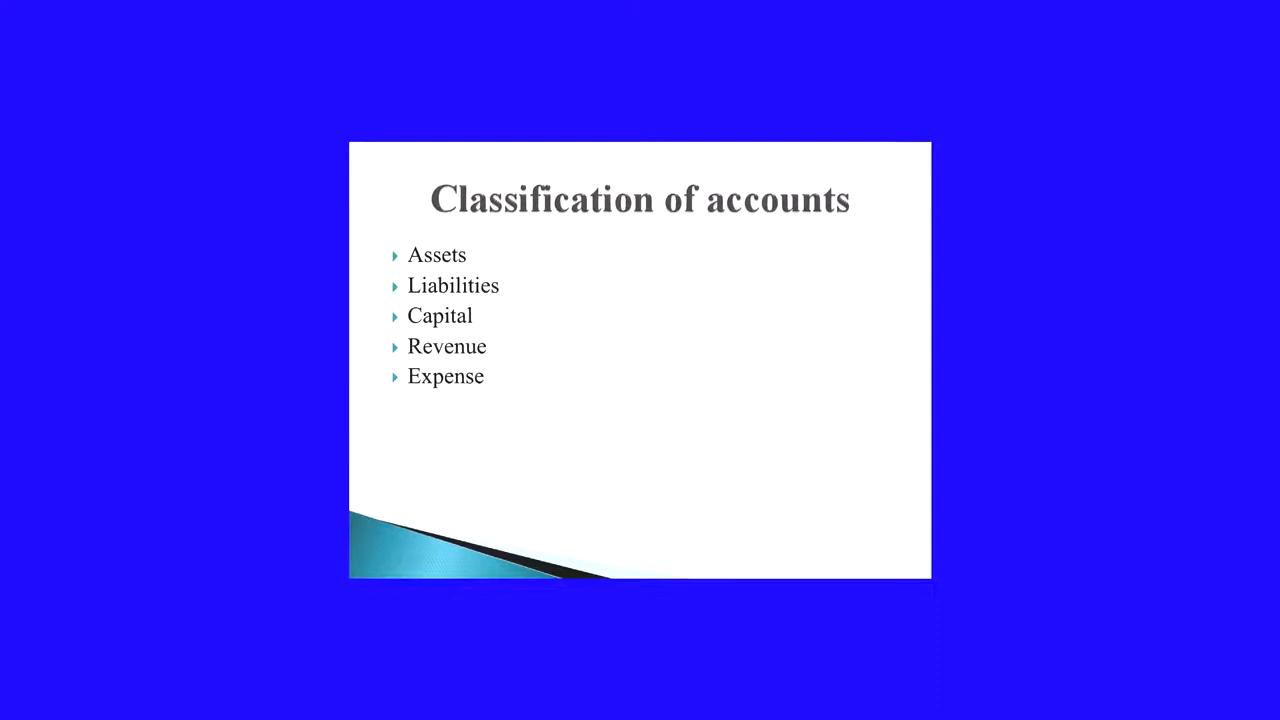 Classification of accounts
Assets
Liabilities
Capital
Revenue
Expense